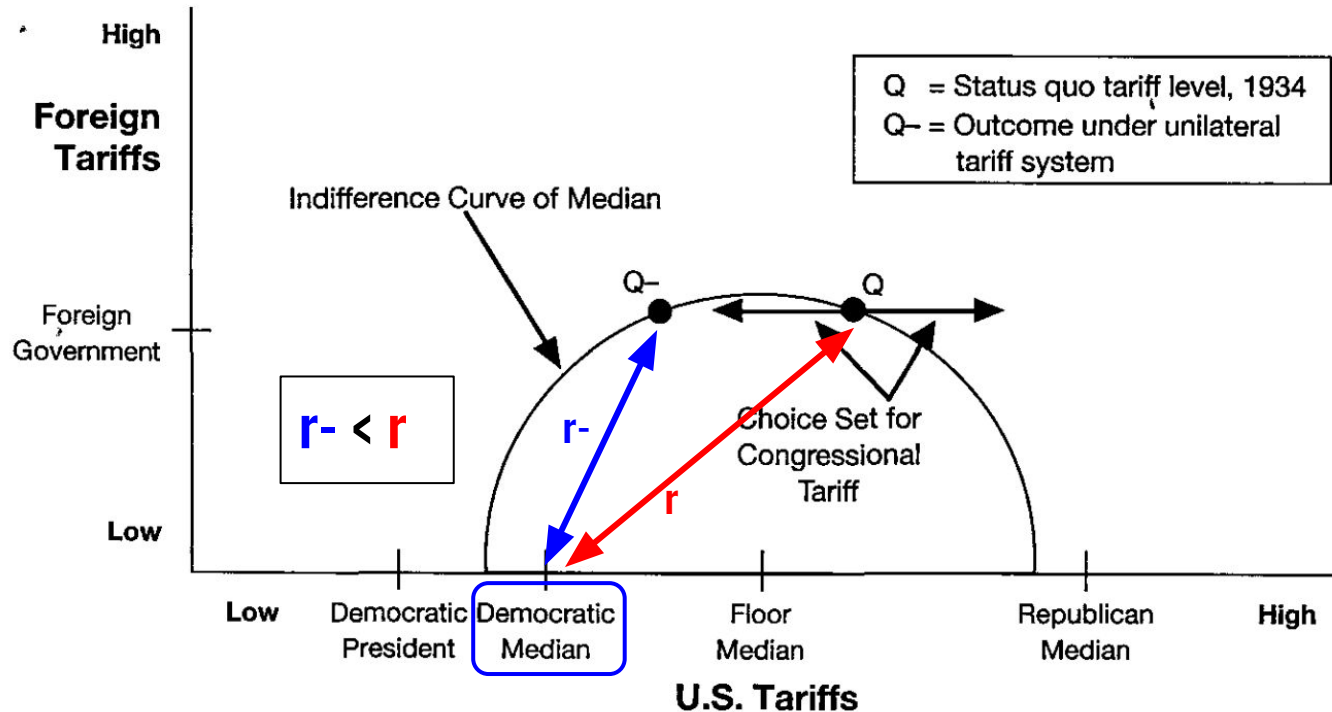 High
Foreign
Tariffs
Q = Status quo tariff level, 1934
Q– = Outcome under unilateral
tariff system
Indifference Curve of Median
Q–
Q
Foreign
Government
r- < r
r-
r
Choice Set for
Congressional
Tariff
Low
Low
Democratic
President
Democratic
Median
Floor
Median
Republican
Median
High
U.S. Tariffs